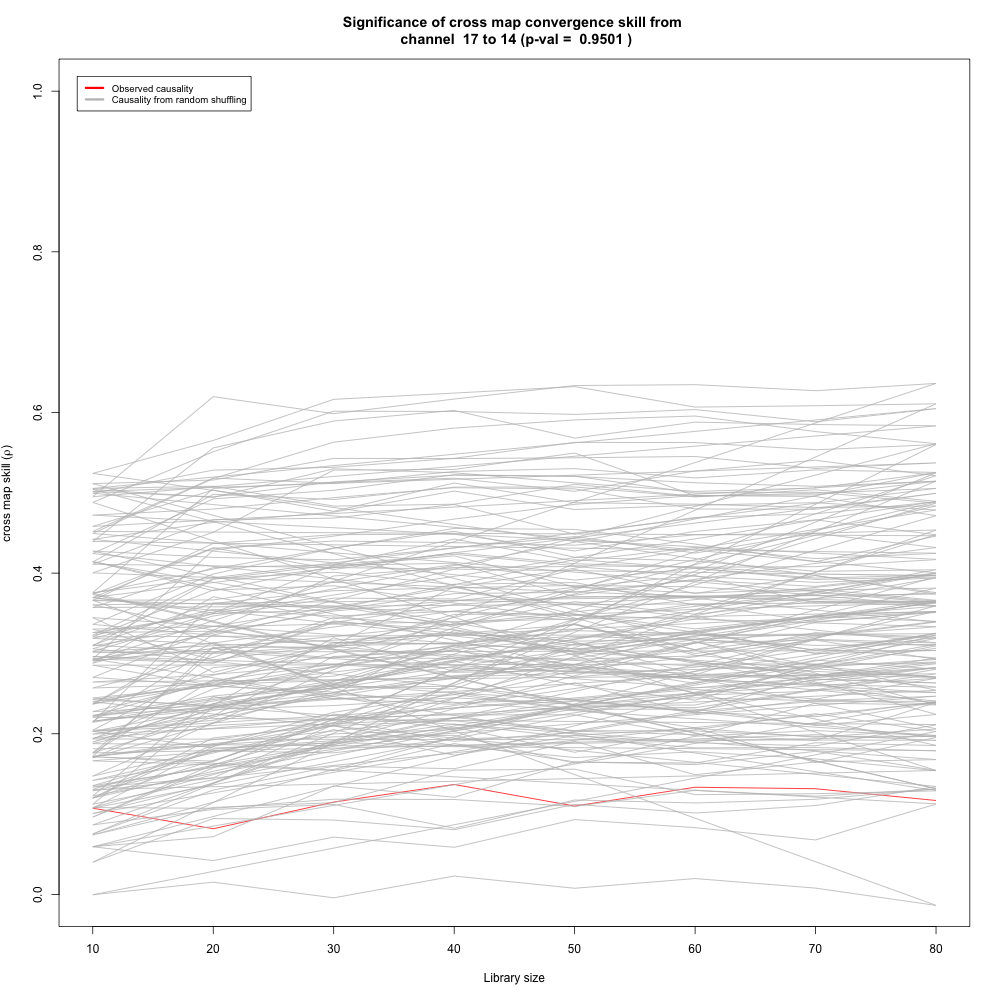 Significance of cross map convergence skill from
channel  17 to 14 (p-val =  0.9501 )
Observed causality
Causality from random shuffling
cross map skill (ρ)
1.0
0.8
0.6
0.4
0.2
0.0
10 20 30 40 50 60 70 80
Library size